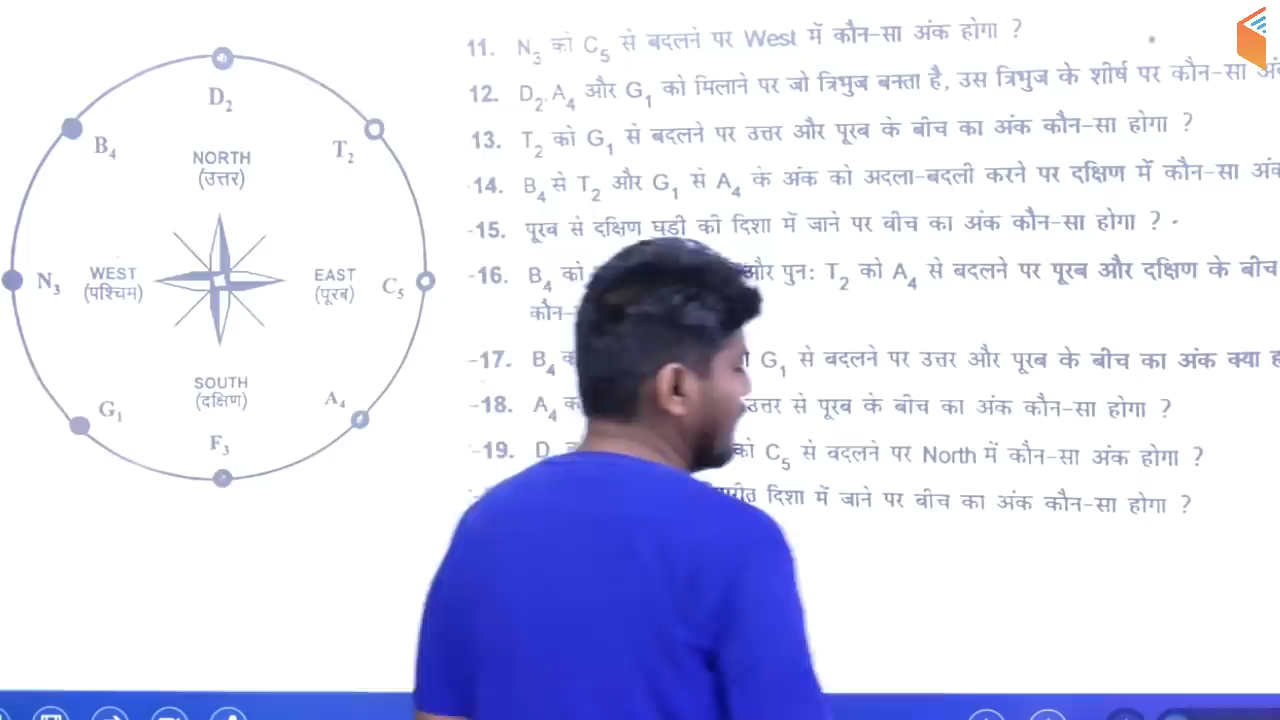 D2
B4
T2
NORTH
(उत्तर)
N3
WEST
(पश्चिम)
EAST
(पूरब)
C5
SOUTH
(दक्षिण)
G1
A4
F3
11. N3 को C5 से बदलने पर West में कौन-सा अंक होगा ?
12. D2, A4 और G1 को मिलाने पर जो त्रिभुज बनता है, उस त्रिभुज के शीर्ष पर कौन-सा
13. T2 को G1 से बदलने पर उत्तर और पूरब के बीच का अंक कौन-सा होगा ?
14. B4 से T2 और G1 से A4 के अंक को अदला-बदली करने पर दक्षिण में कौन-सा
15. पूरब से दक्षिण घड़ी की दिशा में जाने पर बीच का अंक कौन-सा होगा ?
16. B4 को और पुन: T2 को A4 से बदलने पर पूरब और दक्षिण के बीच
कौन-
17. B4 G1 से बदलने पर उत्तर और पूरब के बीच का अंक क्या
18. A4 उत्तर से पूरब के बीच का अंक कौन-सा होगा ?
19. D को C5 से बदलने पर North में कौन-सा अंक होगा ?
दिशा में जाने पर बीच का अंक कौन-सा होगा ?